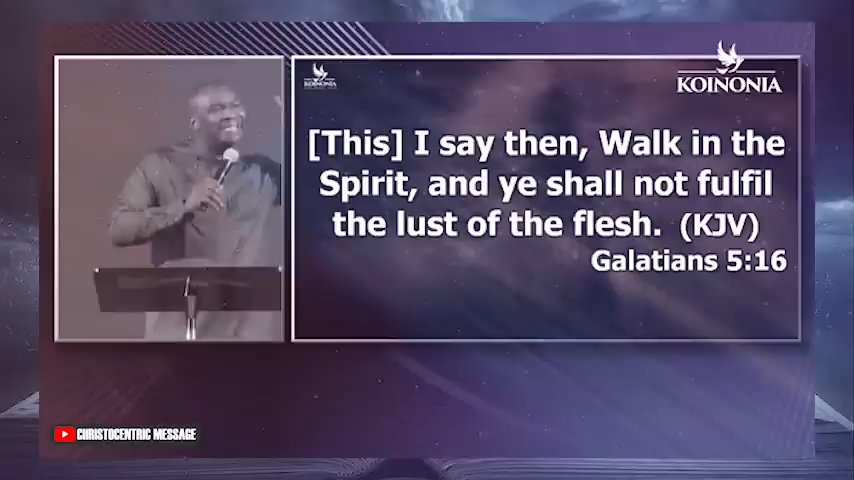 KOINONIA
KOINONIA
[This] I say then, Walk in the
Spirit, and ye shall not fulfil
the lust of the flesh. (KJV)
Galatians 5:16
CHRISTOCENTRIC MESSAGE